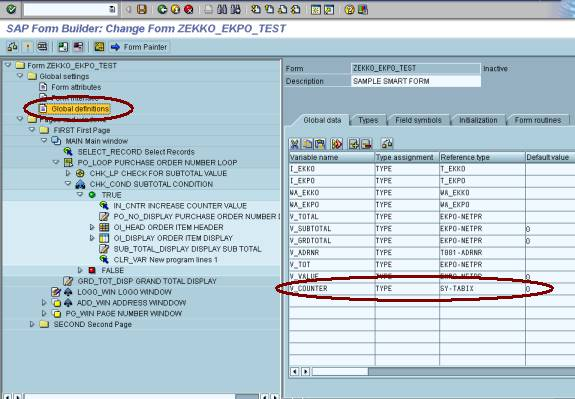 SAP Form Builder: Change Form ZEKKO_EKPO_TEST
Form Painter
Form ZEKKO_EKPO_TEST
Global settings
Form attributes
Form interface
Global definitions
FIRST First Page
MAIN Main window
SELECT_RECORD Select Records
PO_LOOP PURCHASE ORDER NUMBER LOOP
CHK_LP CHECK FOR SUBTOTAL VALUE
CHK_COND SUBTOTAL CONDITION
TRUE
IN_CNTR INCREASE COUNTER VALUE
PO_NO_DISPLAY PURCHASE ORDER NUMBER
OI_HEAD ORDER ITEM HEADER
OI_DISPLAY ORDER ITEM DISPLAY
SUB_TOTAL_DISPLAY DISPLAY SUB TOTAL
CLR_VAR New program lines 1
FALSE
GRD_TOT_DISP GRAND TOTAL DISPLAY
LOGO_WIN LOGO WINDOW
ADD_WIN ADDRESS WINDDOW
PG_WIN PAGE NUMBER WINDOW
SECOND Second Page
Form ZEKKO_EKPO_TEST Inactive
Description SAMPLE SMART FORM
Global data Types Field symbols Initialization Form routines
Variable name Type assignment Reference type Default value
I_EKKO TYPE T_EKKO
I_EKPO TYPE T_EKPO
WA_EKKO TYPE WA_EKKO
WA_EKPO TYPE WA_EKPO
V_TOTAL TYPE EKPO-NETPR
V_SUBTOTAL TYPE EKPO-NETPR 0
V_GRDTOTAL TYPE EKPO-NETPR 0
V_ADRNR TYPE T001-ADRNR
V_TOT TYPE EKPO-NETPR
V_VALUE TYPE EKPO-NETPR 0
V_COUNTER TYPE SY-TABIX 0